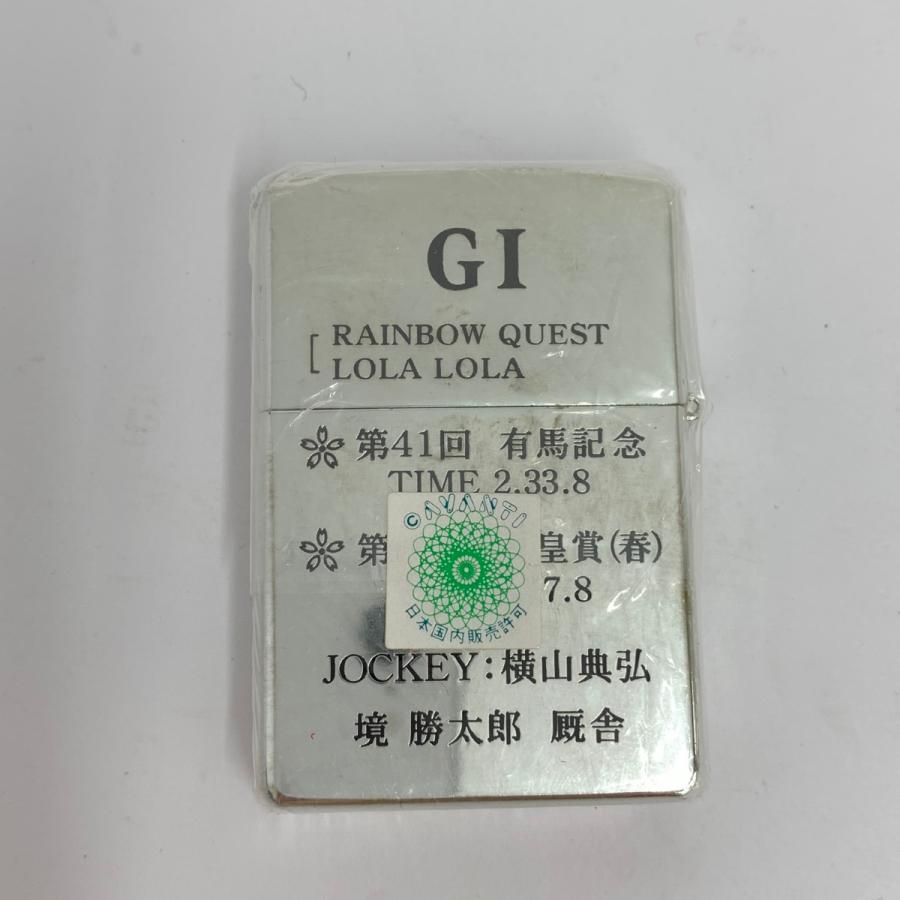 GI
RAINBOW QUEST
LOLA LOLA
第41回 有馬記念
TIME 2.33.8
第 皇賞(春)
7.8
©AVANTI
日本国内販売許可
JOCKEY:横山典弘
境 勝太郎 厩舎